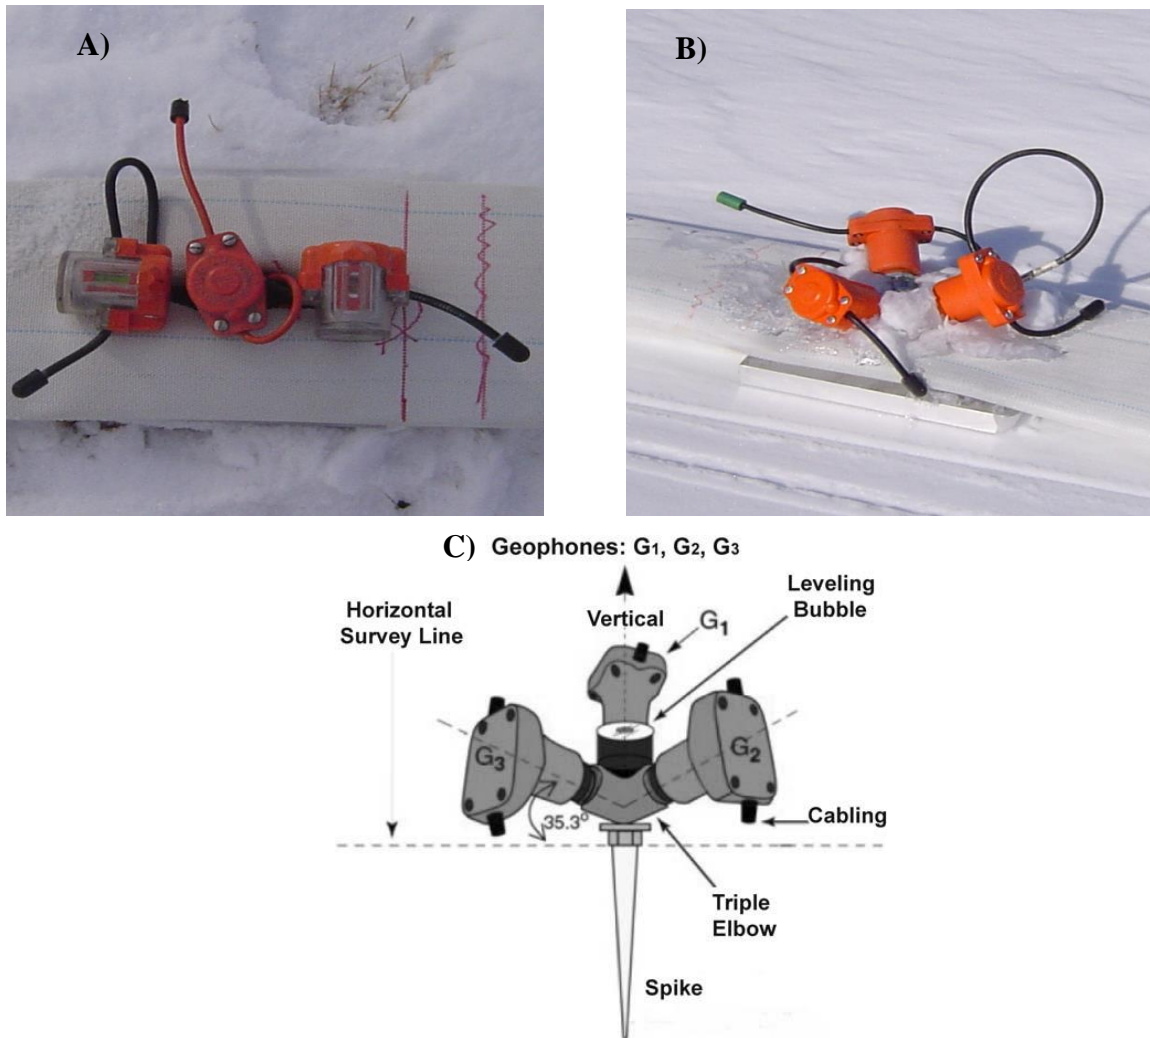 A)
B)
C) Geophones: G1, G2, G3
Horizontal
Survey Line
Vertical
G1
Leveling
Bubble
G3
G2
35.3°
Cabling
Triple
Elbow
Spike